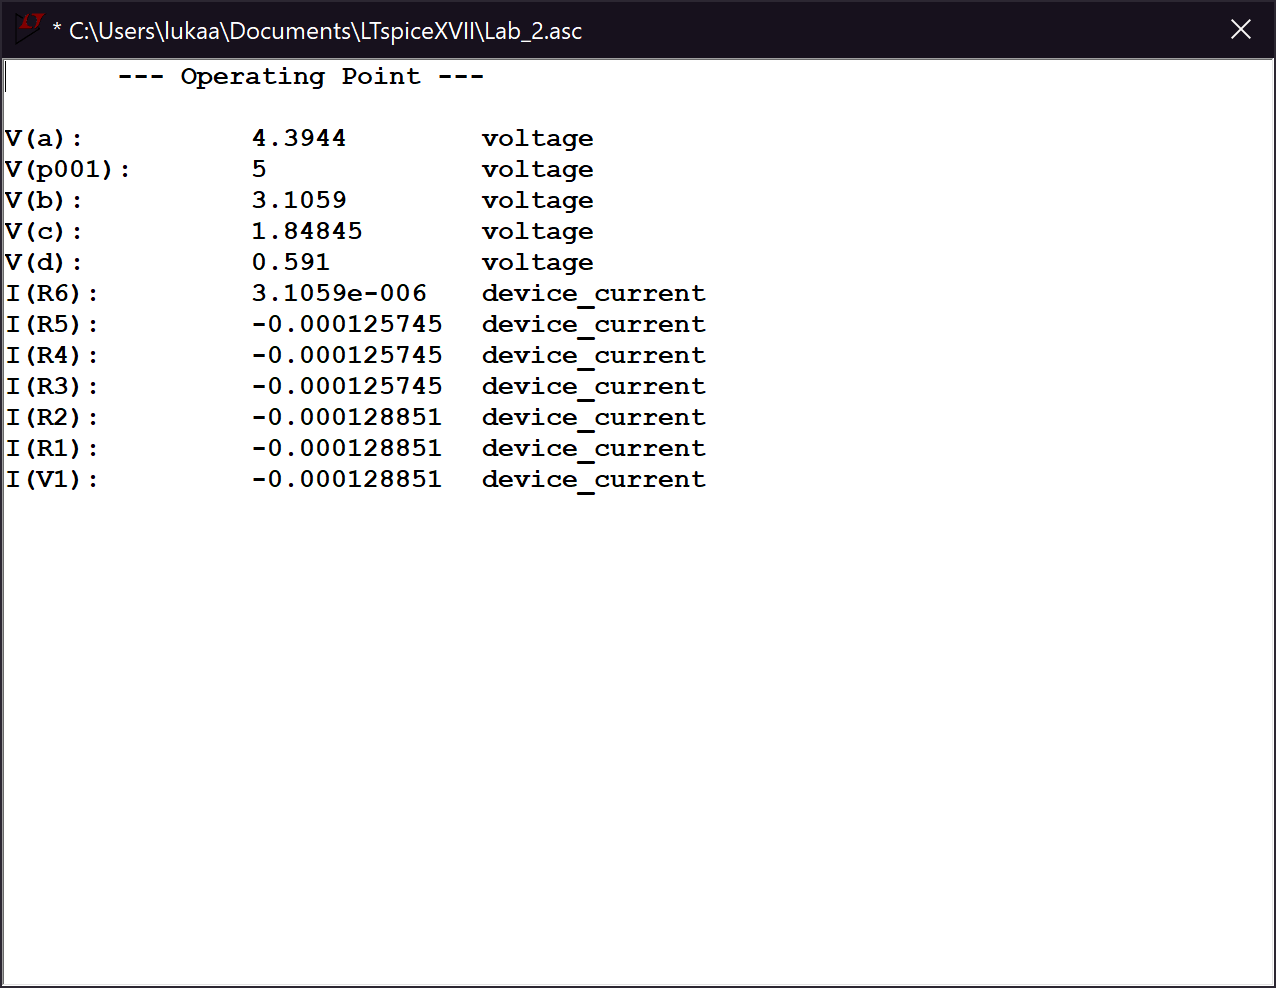 LT * C:\Users\lukaa\Documents\LTspiceXVII\Lab_2.asc
--- Operating Point ---
V(a): 4.3944 voltage
V(p001): 5 voltage
V(b): 3.1059 voltage
V(c): 1.84845 voltage
V(d): 0.591 voltage
I(R6): 3.1059e-006 device_current
I(R5): -0.000125745 device_current
I(R4): -0.000125745 device_current
I(R3): -0.000125745 device_current
I(R2): -0.000128851 device_current
I(R1): -0.000128851 device_current
I(V1): -0.000128851 device_current